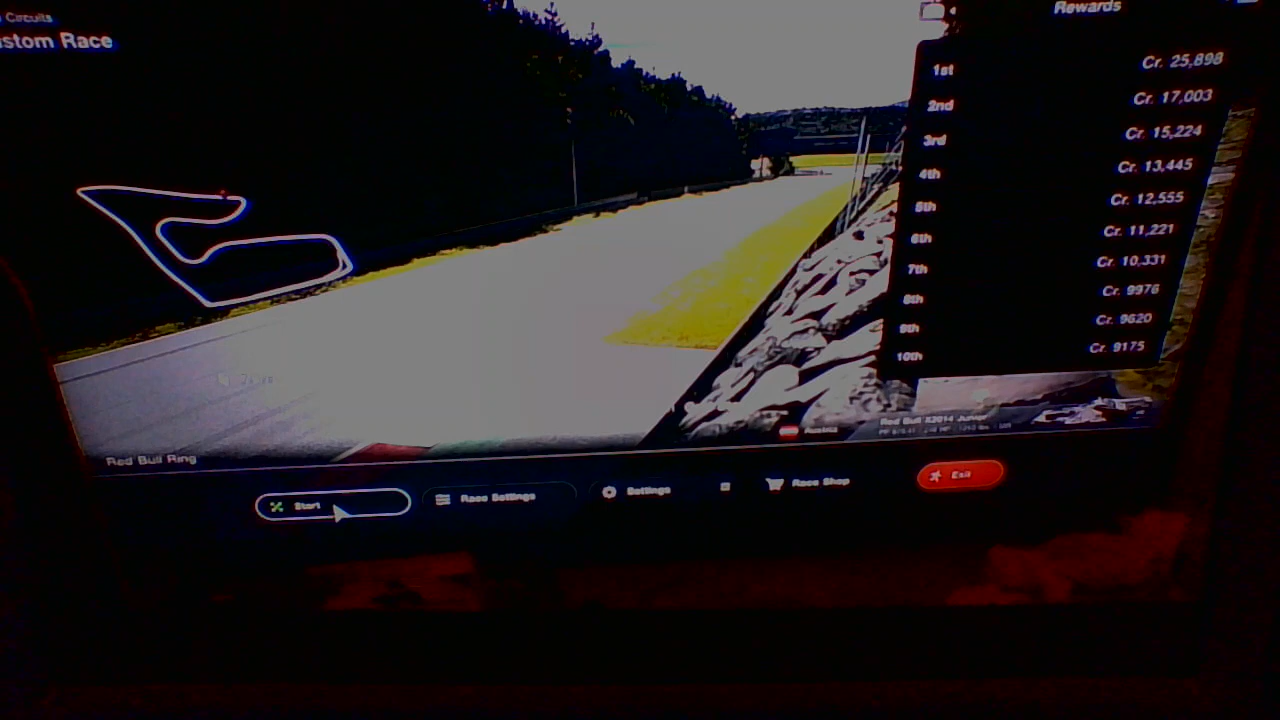 Circuits
stom Race
Rewards
1st Cr. 25,898
2nd Cr. 17,003
3rd Cr. 15,224
4th Cr. 13,445
5th Cr. 12,555
6th Cr. 11,221
7th Cr. 10,331
8th Cr. 9976
9th Cr. 9620
10th Cr. 9175
Austria
Red Bull X2014 Junior
Red Bull Ring
Start
Race Settings
Settings
Race Shop
Exit